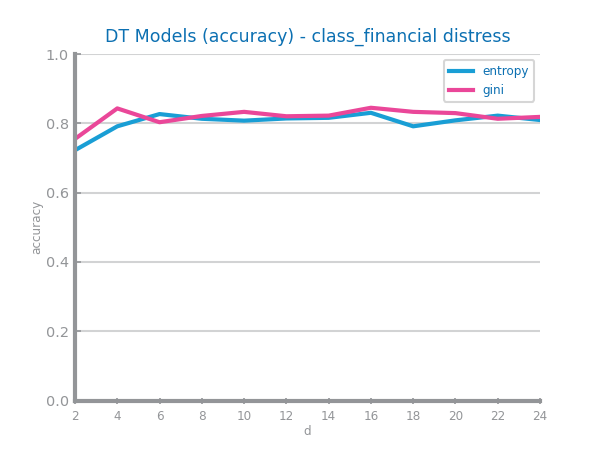 DT Models (accuracy) - class_financial distress
1.0
0.8
0.6
0.4
0.2
0.0
accuracy
entropy
gini
2 4 6 8 10 12 14 16 18 20 22 24
d